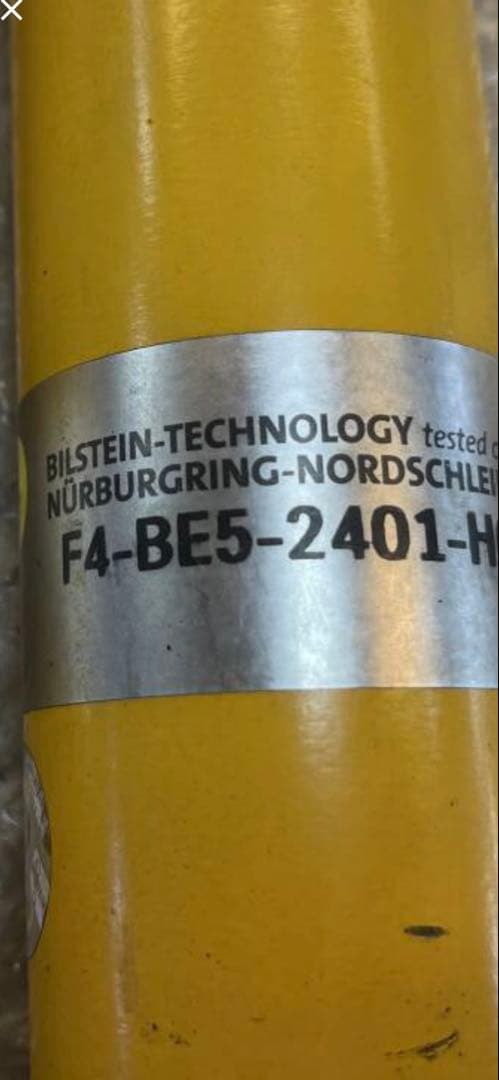 BILSTEIN-TECHNOLOGY tested
NÜRBURGRING-NORDSCHLEI
F4-BE5-2401-H